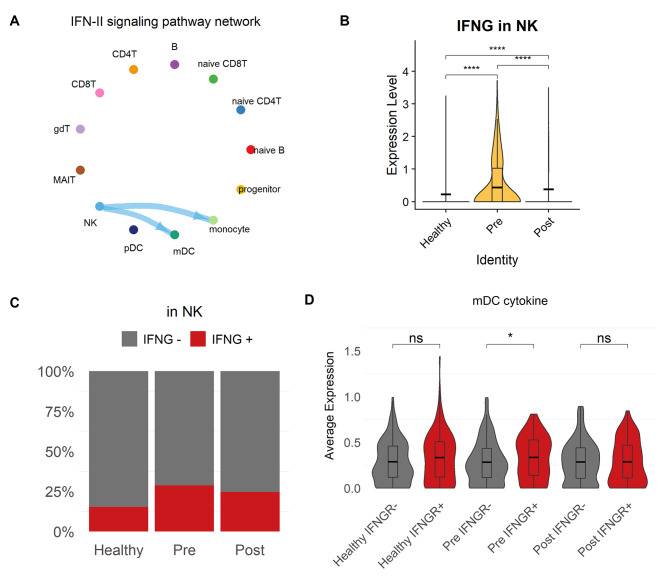 A
IFN-II signaling pathway network
B
CD4T
naive CD8T
CD8T
naive CD4T
gdT
naive B
MAIT
progenitor
NK
monocyte
pDC
mDC
B
IFNG in NK
****
****
****
Expression Level
4
3
2
1
0
Healthy
Pre
Post
Identity
C
in NK
IFNG -
IFNG +
100%
75%
50%
25%
0%
Healthy
Pre
Post
D
mDC cytokine
ns
*
ns
Average Expression
1.5
1.0
0.5
0.0
Healthy IFNGR-
Healthy IFNGR+
Pre IFNGR-
Pre IFNGR+
Post IFNGR-
Post IFNGR+